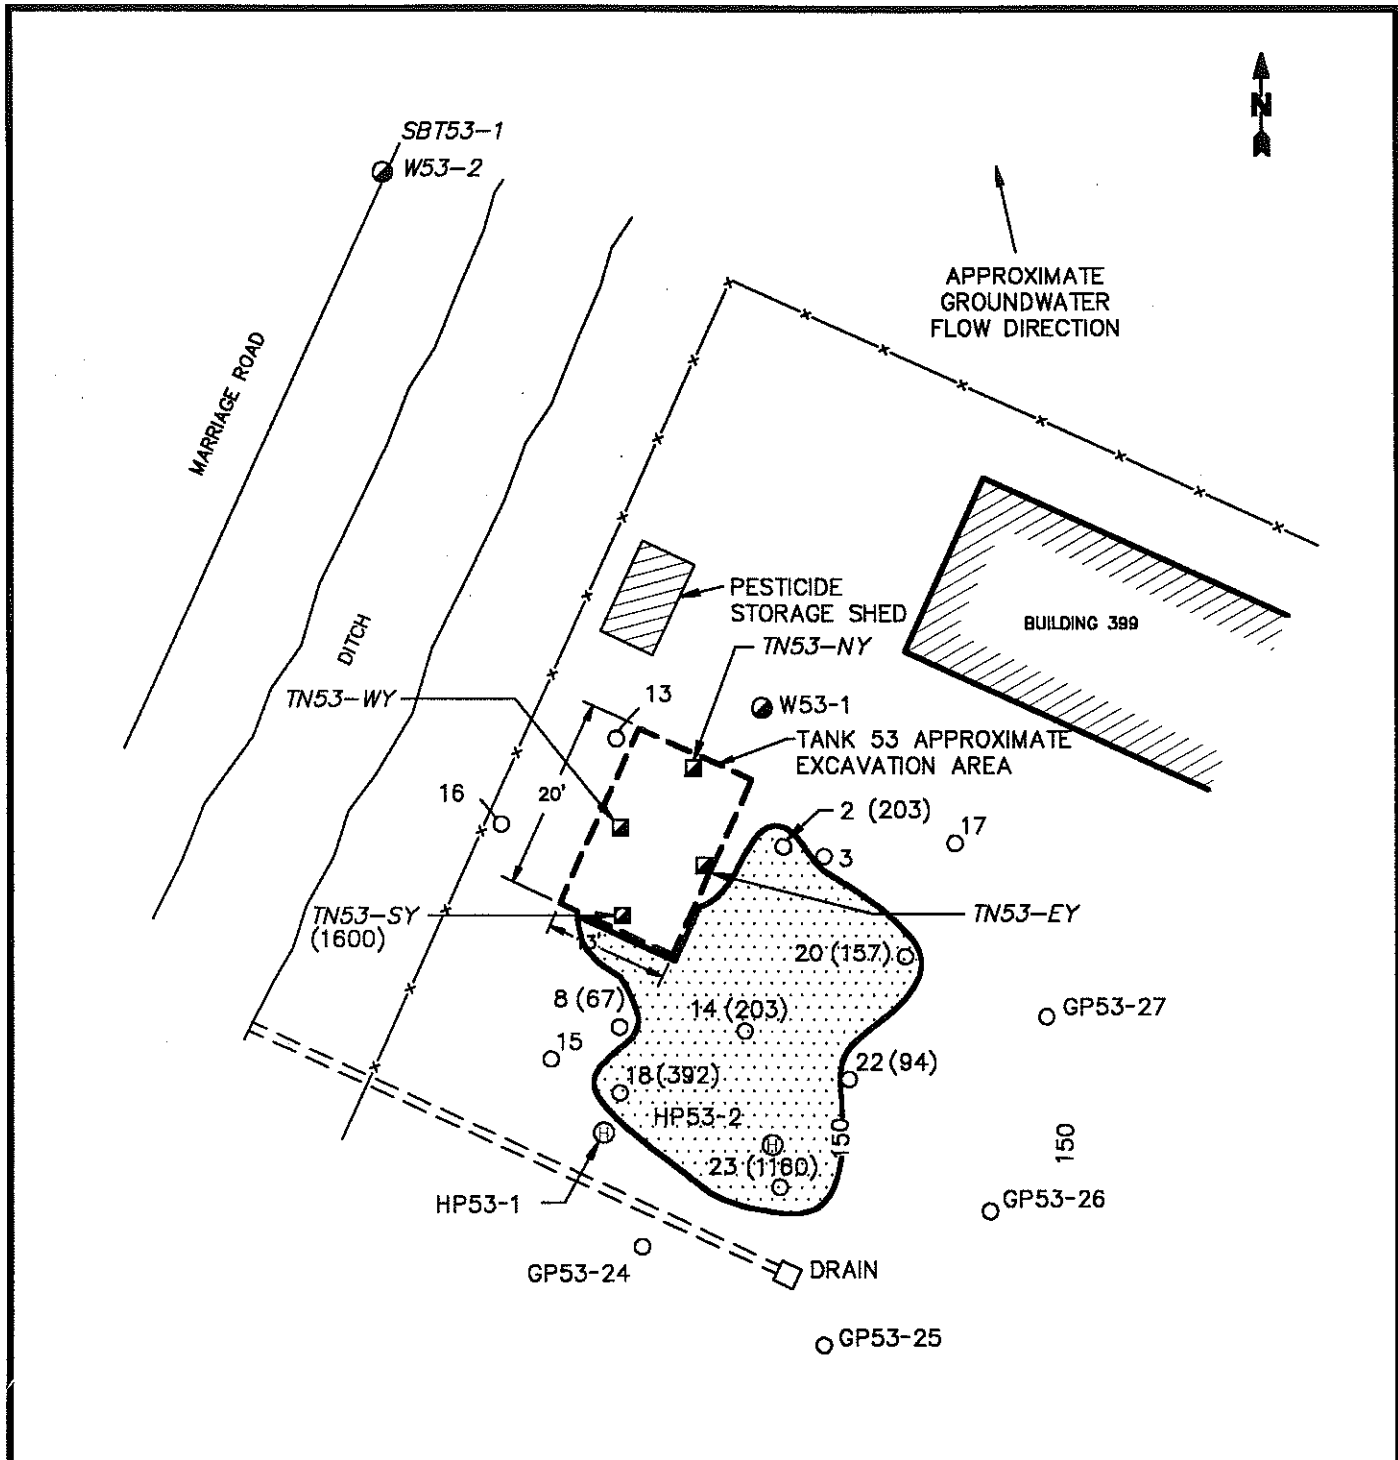 SBT53-1
W53-2
N
APPROXIMATE
GROUNDWATER
FLOW DIRECTION
MARRIAGE ROAD
PESTICIDE
STORAGE SHED
BUILDING 399
DITCH
TN53-NY
TN53-WY
13
W53-1
TANK 53 APPROXIMATE
EXCAVATION AREA
16
20'
2 (203)
17
3
TN53-SY
(1600)
TN53-EY
13'
20 (157)
8 (67)
14 (203)
GP53-27
15
22 (94)
18 (392)
HP53-2
H
H
150
150
23 (1180)
HP53-1
GP53-26
GP53-24
DRAIN
GP53-25